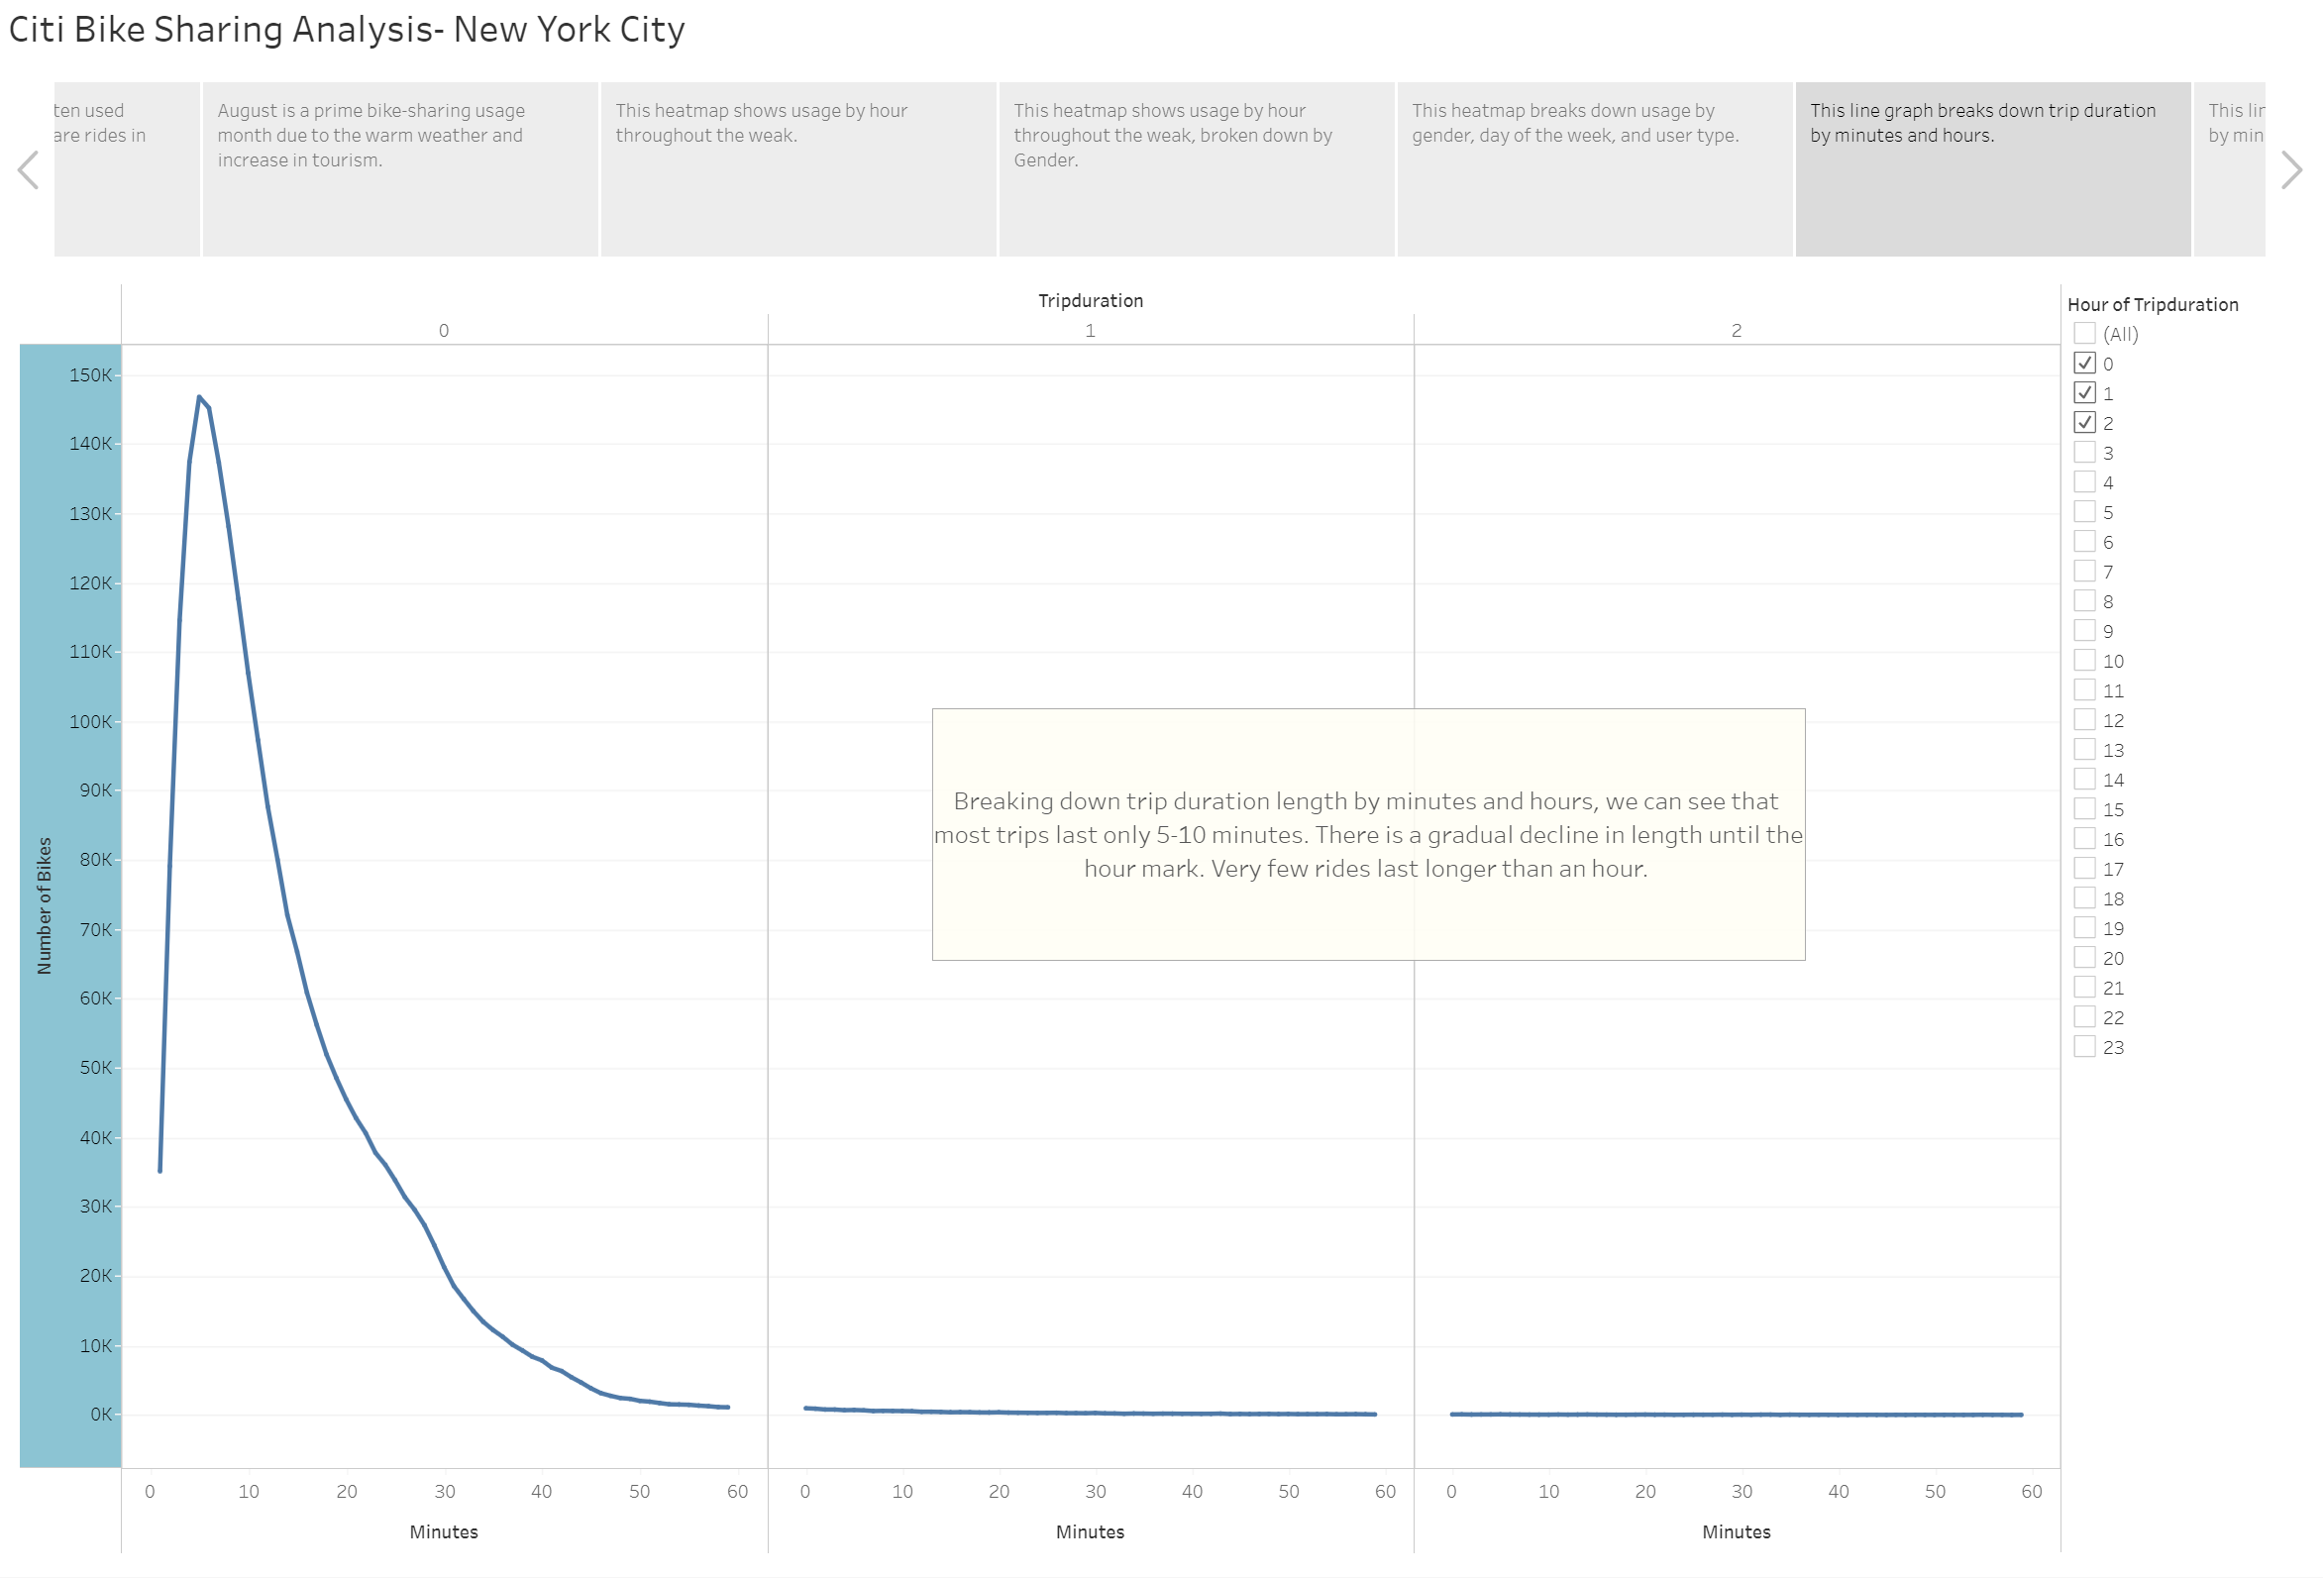 Citi Bike Sharing Analysis- New York City
ten used
are rides in
August is a prime bike-sharing usage
month due to the warm weather and
increase in tourism.
This heatmap shows usage by hour
throughout the weak.
This heatmap shows usage by hour
throughout the weak, broken down by
Gender.
This heatmap breaks down usage by
gender, day of the week, and user type.
This line graph breaks down trip duration
by minutes and hours.
This lin
by min
Tripduration
0 1 2
150K
140K
130K
120K
110K
100K
90K
80K
70K
60K
50K
40K
30K
20K
10K
0K
Number of Bikes
Breaking down trip duration length by minutes and hours, we can see that
most trips last only 5-10 minutes. There is a gradual decline in length until the
hour mark. Very few rides last longer than an hour.
0 10 20 30 40 50 60 0 10 20 30 40 50 60 0 10 20 30 40 50 60
Minutes Minutes Minutes
Hour of Tripduration
(All)
0
1
2
3
4
5
6
7
8
9
10
11
12
13
14
15
16
17
18
19
20
21
22
23